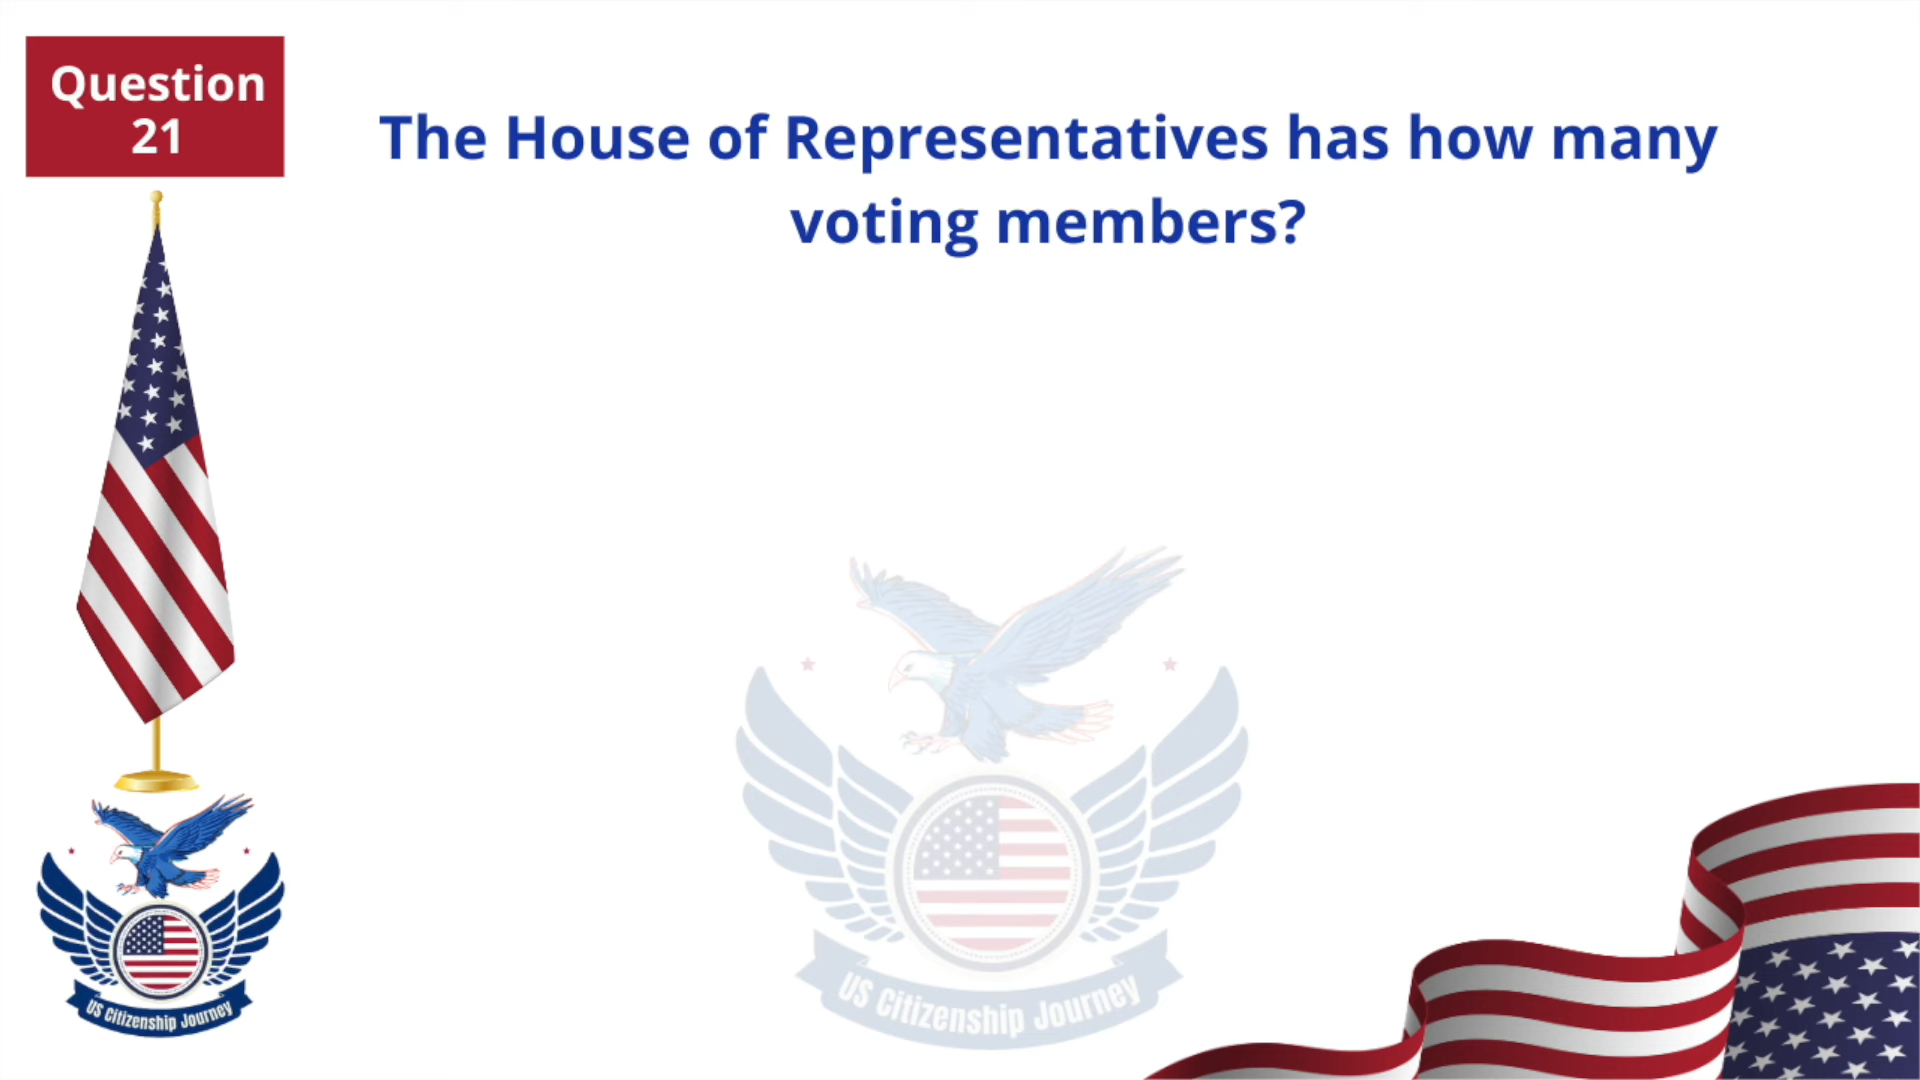 Question
21
The House of Representatives has how many
voting members?
US Citizenship Journey
US Citizenship Journey